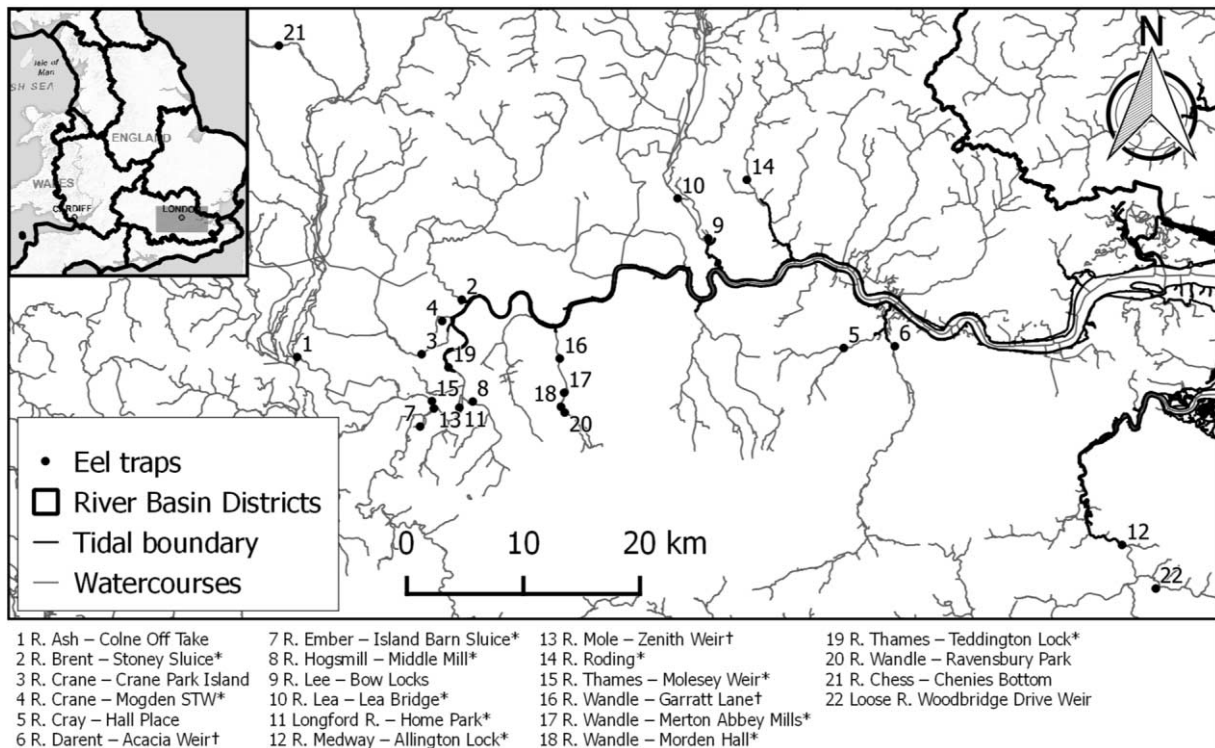 Isle of
Man
SH SEA
ENGLAND
WALES
CARDIFF
LONDON
N
21
14
10
9
2
4
3
19
1
16
5
6
15
8
17
18
7
13
11
20
Eel traps
River Basin Districts
Tidal boundary
Watercourses
0 10 20 km
12
22
1 R. Ash – Colne Off Take
2 R. Brent – Stoney Sluice*
3 R. Crane – Crane Park Island
4 R. Crane – Mogden STW*
5 R. Cray – Hall Place
6 R. Darent – Acacia Weir†
7 R. Ember – Island Barn Sluice*
8 R. Hogsmill – Middle Mill*
9 R. Lee – Bow Locks
10 R. Lea – Lea Bridge*
11 Longford R. – Home Park*
12 R. Medway – Allington Lock*
13 R. Mole – Zenith Weir†
14 R. Roding*
15 R. Thames – Molesey Weir*
16 R. Wandle – Garratt Lane†
17 R. Wandle – Merton Abbey Mills*
18 R. Wandle – Morden Hall*
19 R. Thames – Teddington Lock*
20 R. Wandle – Ravensbury Park
21 R. Chess – Chenies Bottom
22 Loose R. Woodbridge Drive Weir